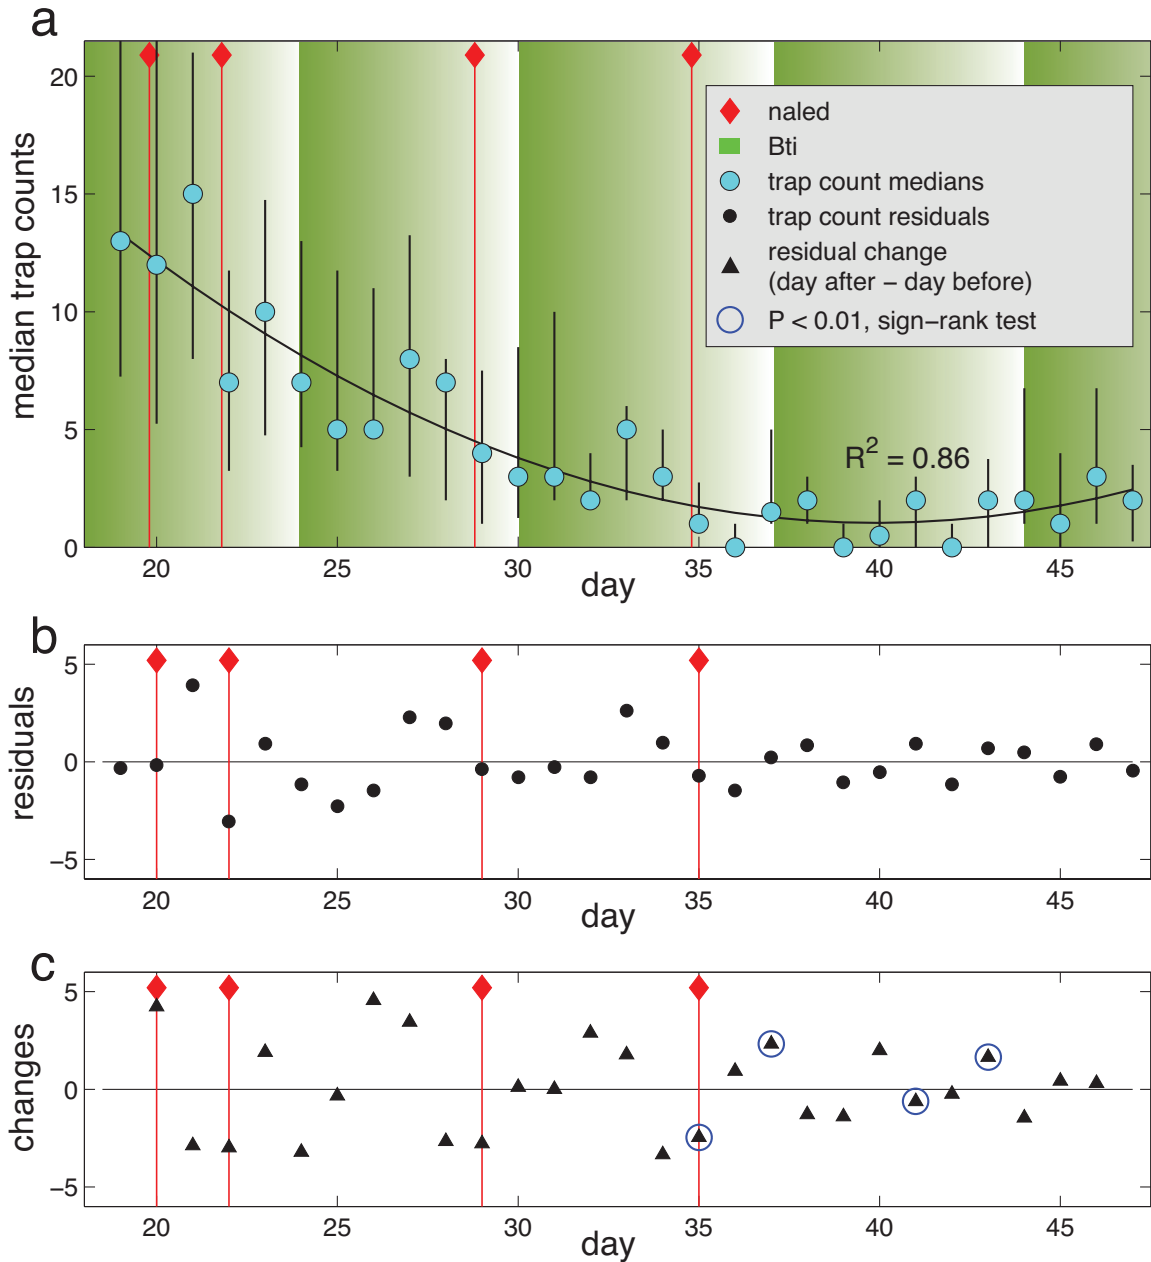 a
20
15
10
5
0
median trap counts
naled
Bti
trap count medians
trap count residuals
residual change
(day after − day before)
P < 0.01, sign−rank test
R² = 0.86
20
25
30
35
40
45
day
b
5
0
−5
residuals
20
25
30
35
40
45
day
c
5
0
−5
changes
20
25
30
35
40
45
day